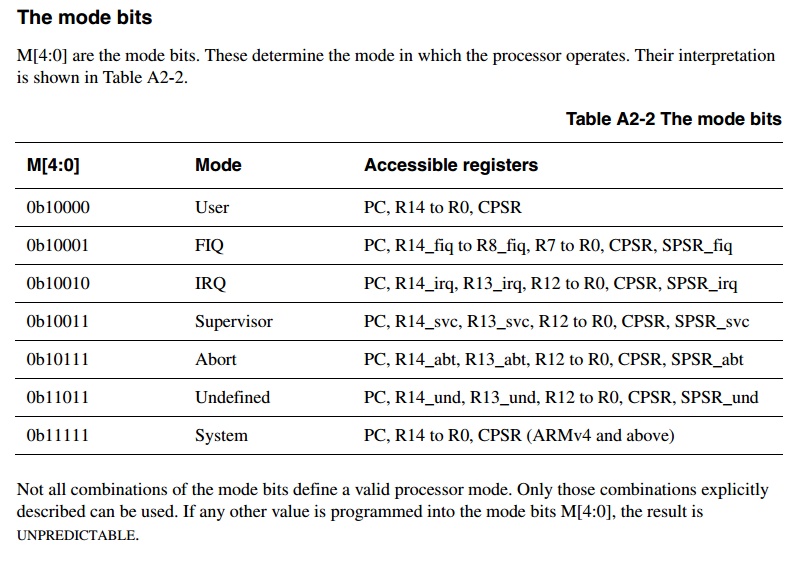 The mode bits
M[4:0] are the mode bits. These determine the mode in which the processor operates. Their interpretation
is shown in Table A2-2.
Table A2-2 The mode bits
M[4:0] Mode Accessible registers
0b10000 User PC, R14 to R0, CPSR
0b10001 FIQ PC, R14_fiq to R8_fiq, R7 to R0, CPSR, SPSR_fiq
0b10010 IRQ PC, R14_irq, R13_irq, R12 to R0, CPSR, SPSR_irq
0b10011 Supervisor PC, R14_svc, R13_svc, R12 to R0, CPSR, SPSR_svc
0b10111 Abort PC, R14_abt, R13_abt, R12 to R0, CPSR, SPSR_abt
0b11011 Undefined PC, R14_und, R13_und, R12 to R0, CPSR, SPSR_und
0b11111 System PC, R14 to R0, CPSR (ARMv4 and above)
Not all combinations of the mode bits define a valid processor mode. Only those combinations explicitly
described can be used. If any other value is programmed into the mode bits M[4:0], the result is
UNPREDICTABLE.